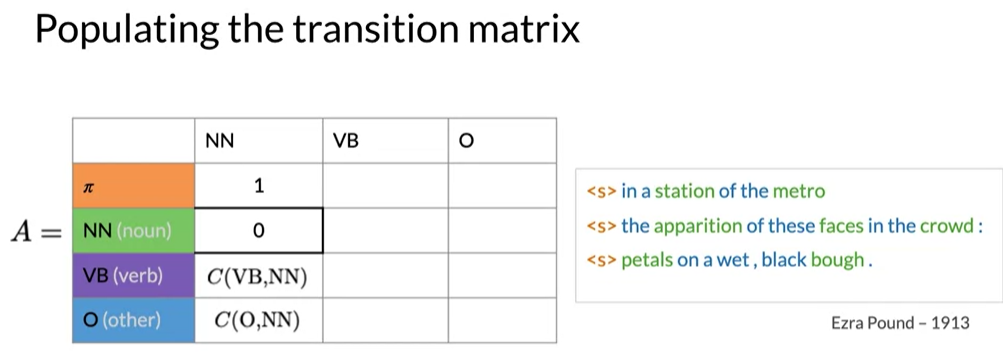 Populating the transition matrix
NN VB O
π 1
A = NN (noun) 0
VB (verb) C(VB,NN)
O (other) C(O,NN)
<s> in a station of the metro
<s> the apparition of these faces in the crowd :
<s> petals on a wet , black bough .
Ezra Pound – 1913